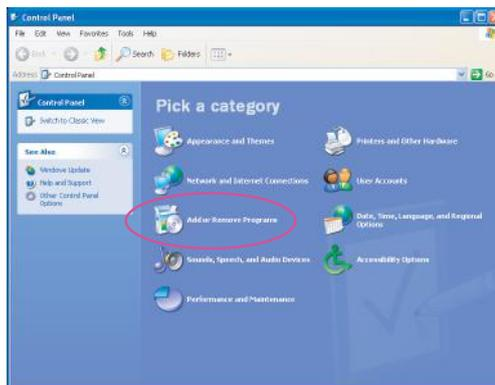 Control Panel
File Edit View Favorites Tools Help
Back Search Folders
Address Control Panel Go
Control Panel
Switch to Classic View
See Also
Windows Update
Help and Support
Other Control Panel
Options
Pick a category
Appearance and Themes
Printers and Other Hardware
Network and Internet Connections
User Accounts
Add or Remove Programs
Date, Time, Language, and Regional
Options
Sounds, Speech, and Audio Devices
Accessibility Options
Performance and Maintenance